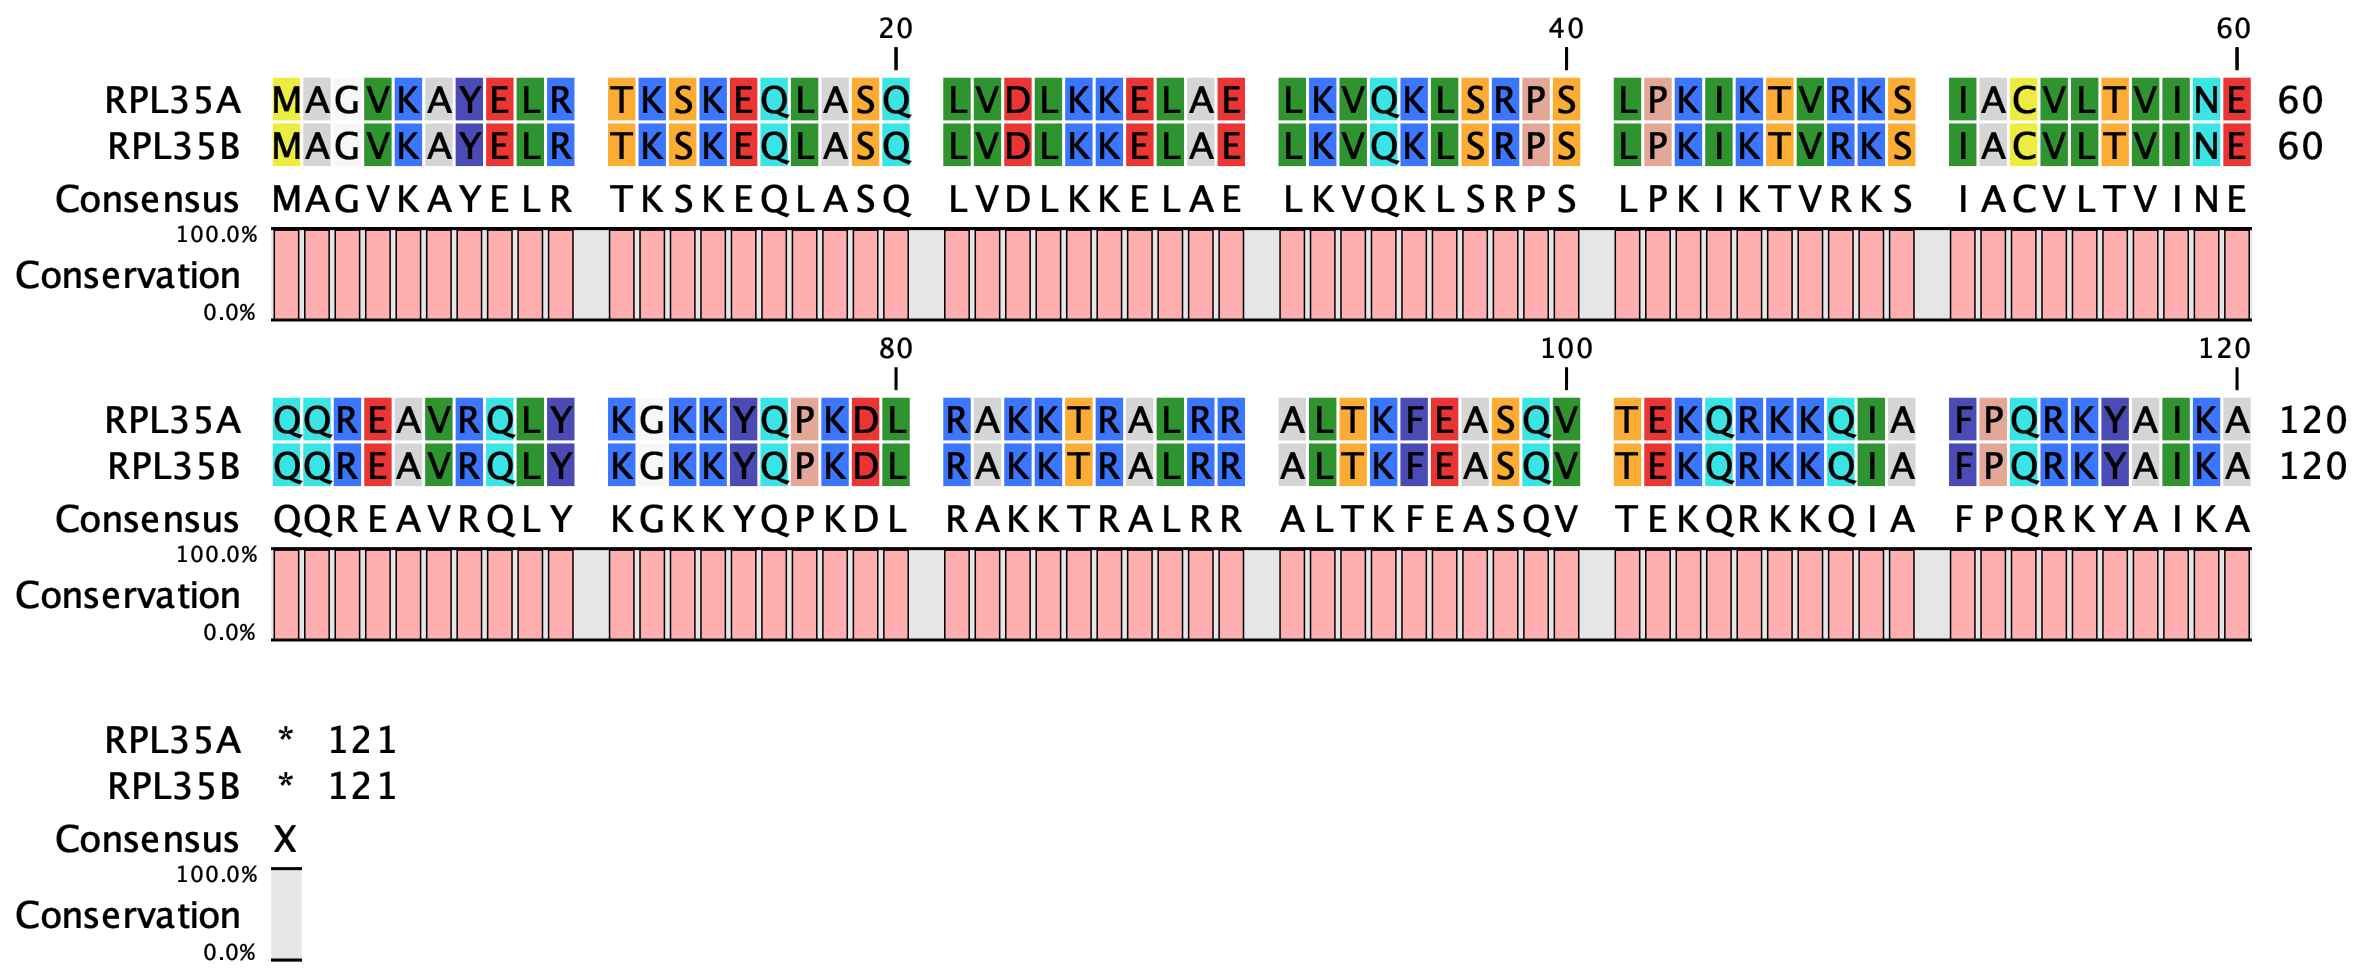 20 40 60
RPL35A MAGVKAYELR TKSKEQLASQ LVDLKKELAE LKVQKLSRPS LPKIKTVRKS IACVLTVINE 60
RPL35B MAGVKAYELR TKSKEQLASQ LVDLKKELAE LKVQKLSRPS LPKIKTVRKS IACVLTVINE 60
Consensus MAGVKAYELR TKSKEQLASQ LVDLKKELAE LKVQKLSRPS LPKIKTVRKS IACVLTVINE
100.0%
Conservation
0.0%
80 100 120
RPL35A QQREAVRQLY KGKKYQPKDL RAKKTRALRR ALTKFEASQV TEKQRKKQIA FPQRKYAIKA 120
RPL35B QQREAVRQLY KGKKYQPKDL RAKKTRALRR ALTKFEASQV TEKQRKKQIA FPQRKYAIKA 120
Consensus QQREAVRQLY KGKKYQPKDL RAKKTRALRR ALTKFEASQV TEKQRKKQIA FPQRKYAIKA
100.0%
Conservation
0.0%
RPL35A * 121
RPL35B * 121
Consensus X
100.0%
Conservation
0.0%